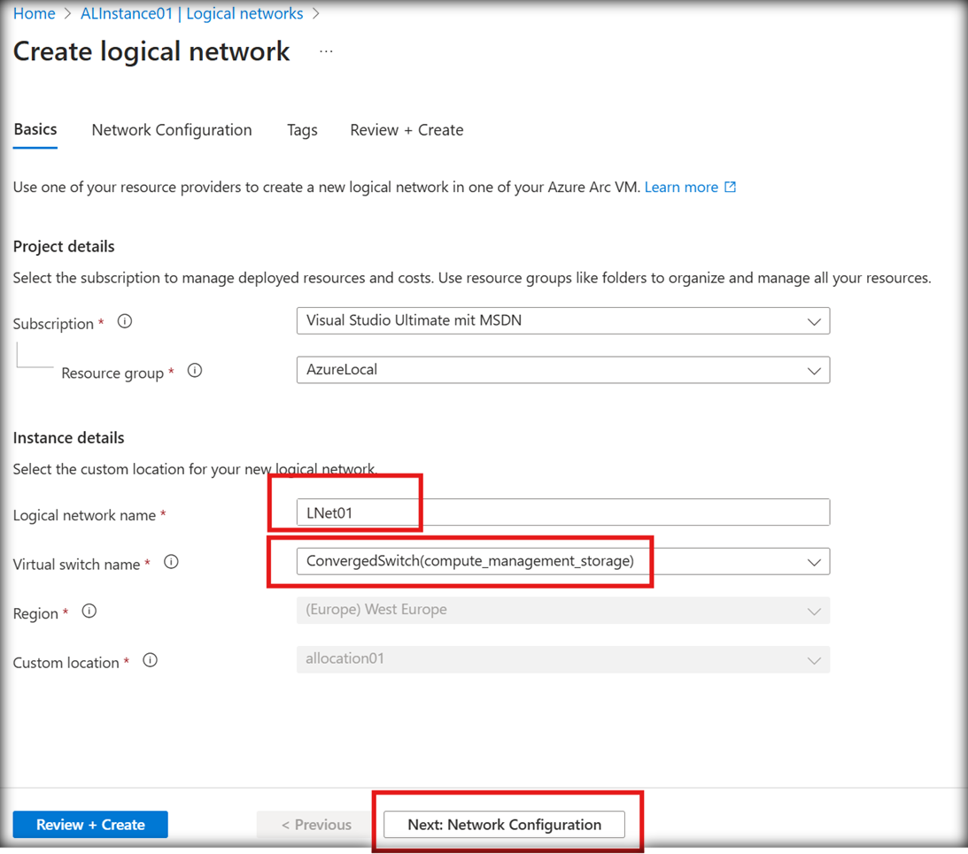 Home > ALInstance01 | Logical networks >
Create logical network ...
Basics Network Configuration Tags Review + Create
Use one of your resource providers to create a new logical network in one of your Azure Arc VM. Learn more
Project details
Select the subscription to manage deployed resources and costs. Use resource groups like folders to organize and manage all your resources.
Subscription * Visual Studio Ultimate mit MSDN
Resource group * AzureLocal
Instance details
Select the custom location for your new logical network.
Logical network name * LNet01
Virtual switch name * ConvergedSwitch(compute_management_storage)
Region * (Europe) West Europe
Custom location * allocation01
Review + Create < Previous Next: Network Configuration